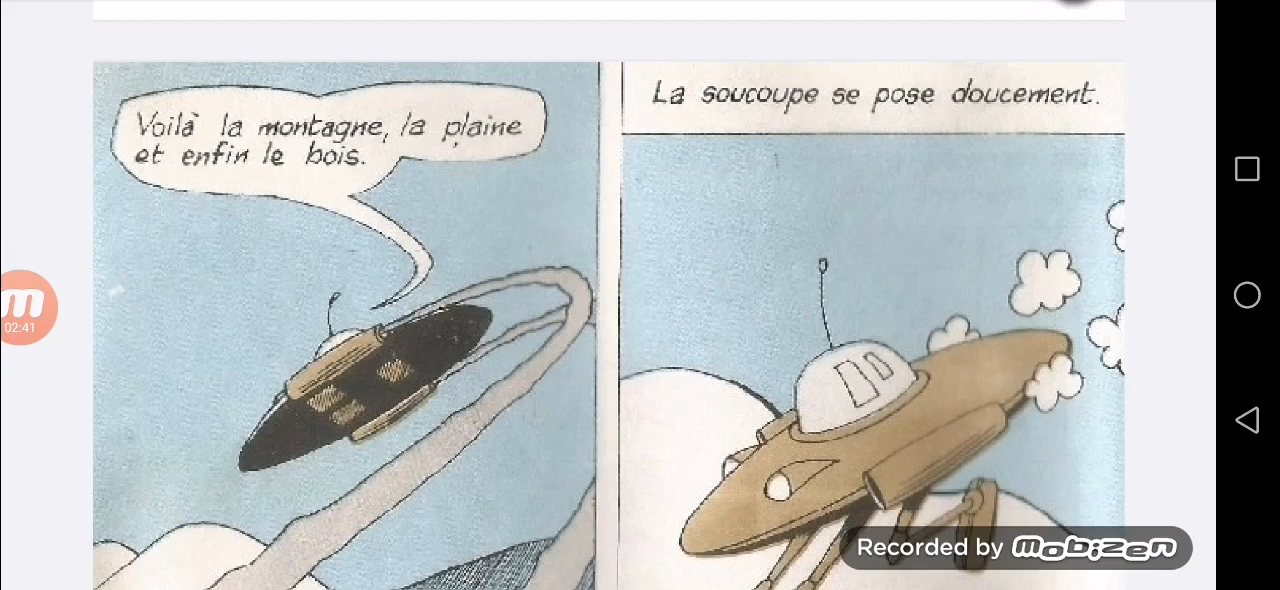 Voilà la montagne, la plaine
et enfin le bois.
La soucoupe se pose doucement.
02:41
Recorded by mobizen